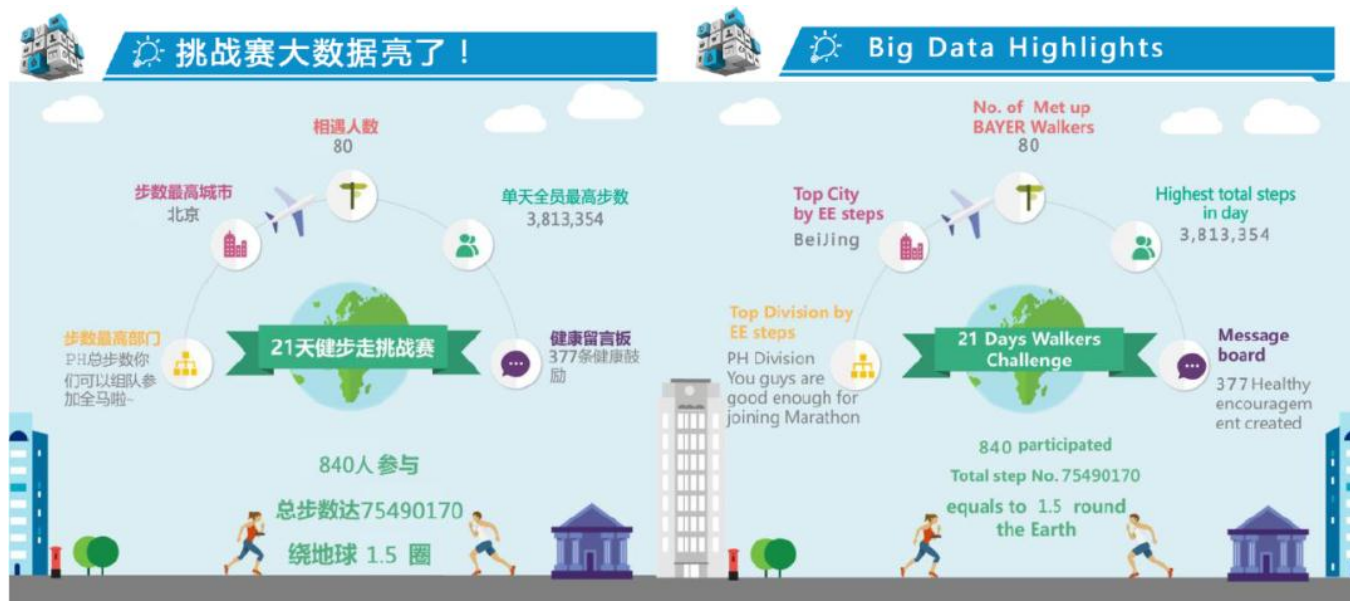 挑战赛大数据亮了！
相遇人数
80
步数最高城市
北京
单天全员最高步数
3,813,354
步数最高部门
PH总步数你
们可以组队参
加全马啦~
21天健步走挑战赛
健康留言板
377条健康鼓
励
840人参与
总步数达75490170
绕地球 1.5 圈
Big Data Highlights
No. of Met up
BAYER Walkers
80
Top City
by EE steps
BeiJing
Highest total steps
in day
3,813,354
Top Division by
EE steps
PH Division
You guys are
good enough for
joining Marathon
21 Days Walkers
Challenge
Message
board
377 Healthy
encouragem
ent created
840 participated
Total step No.75490170
equals to 1.5 round
the Earth